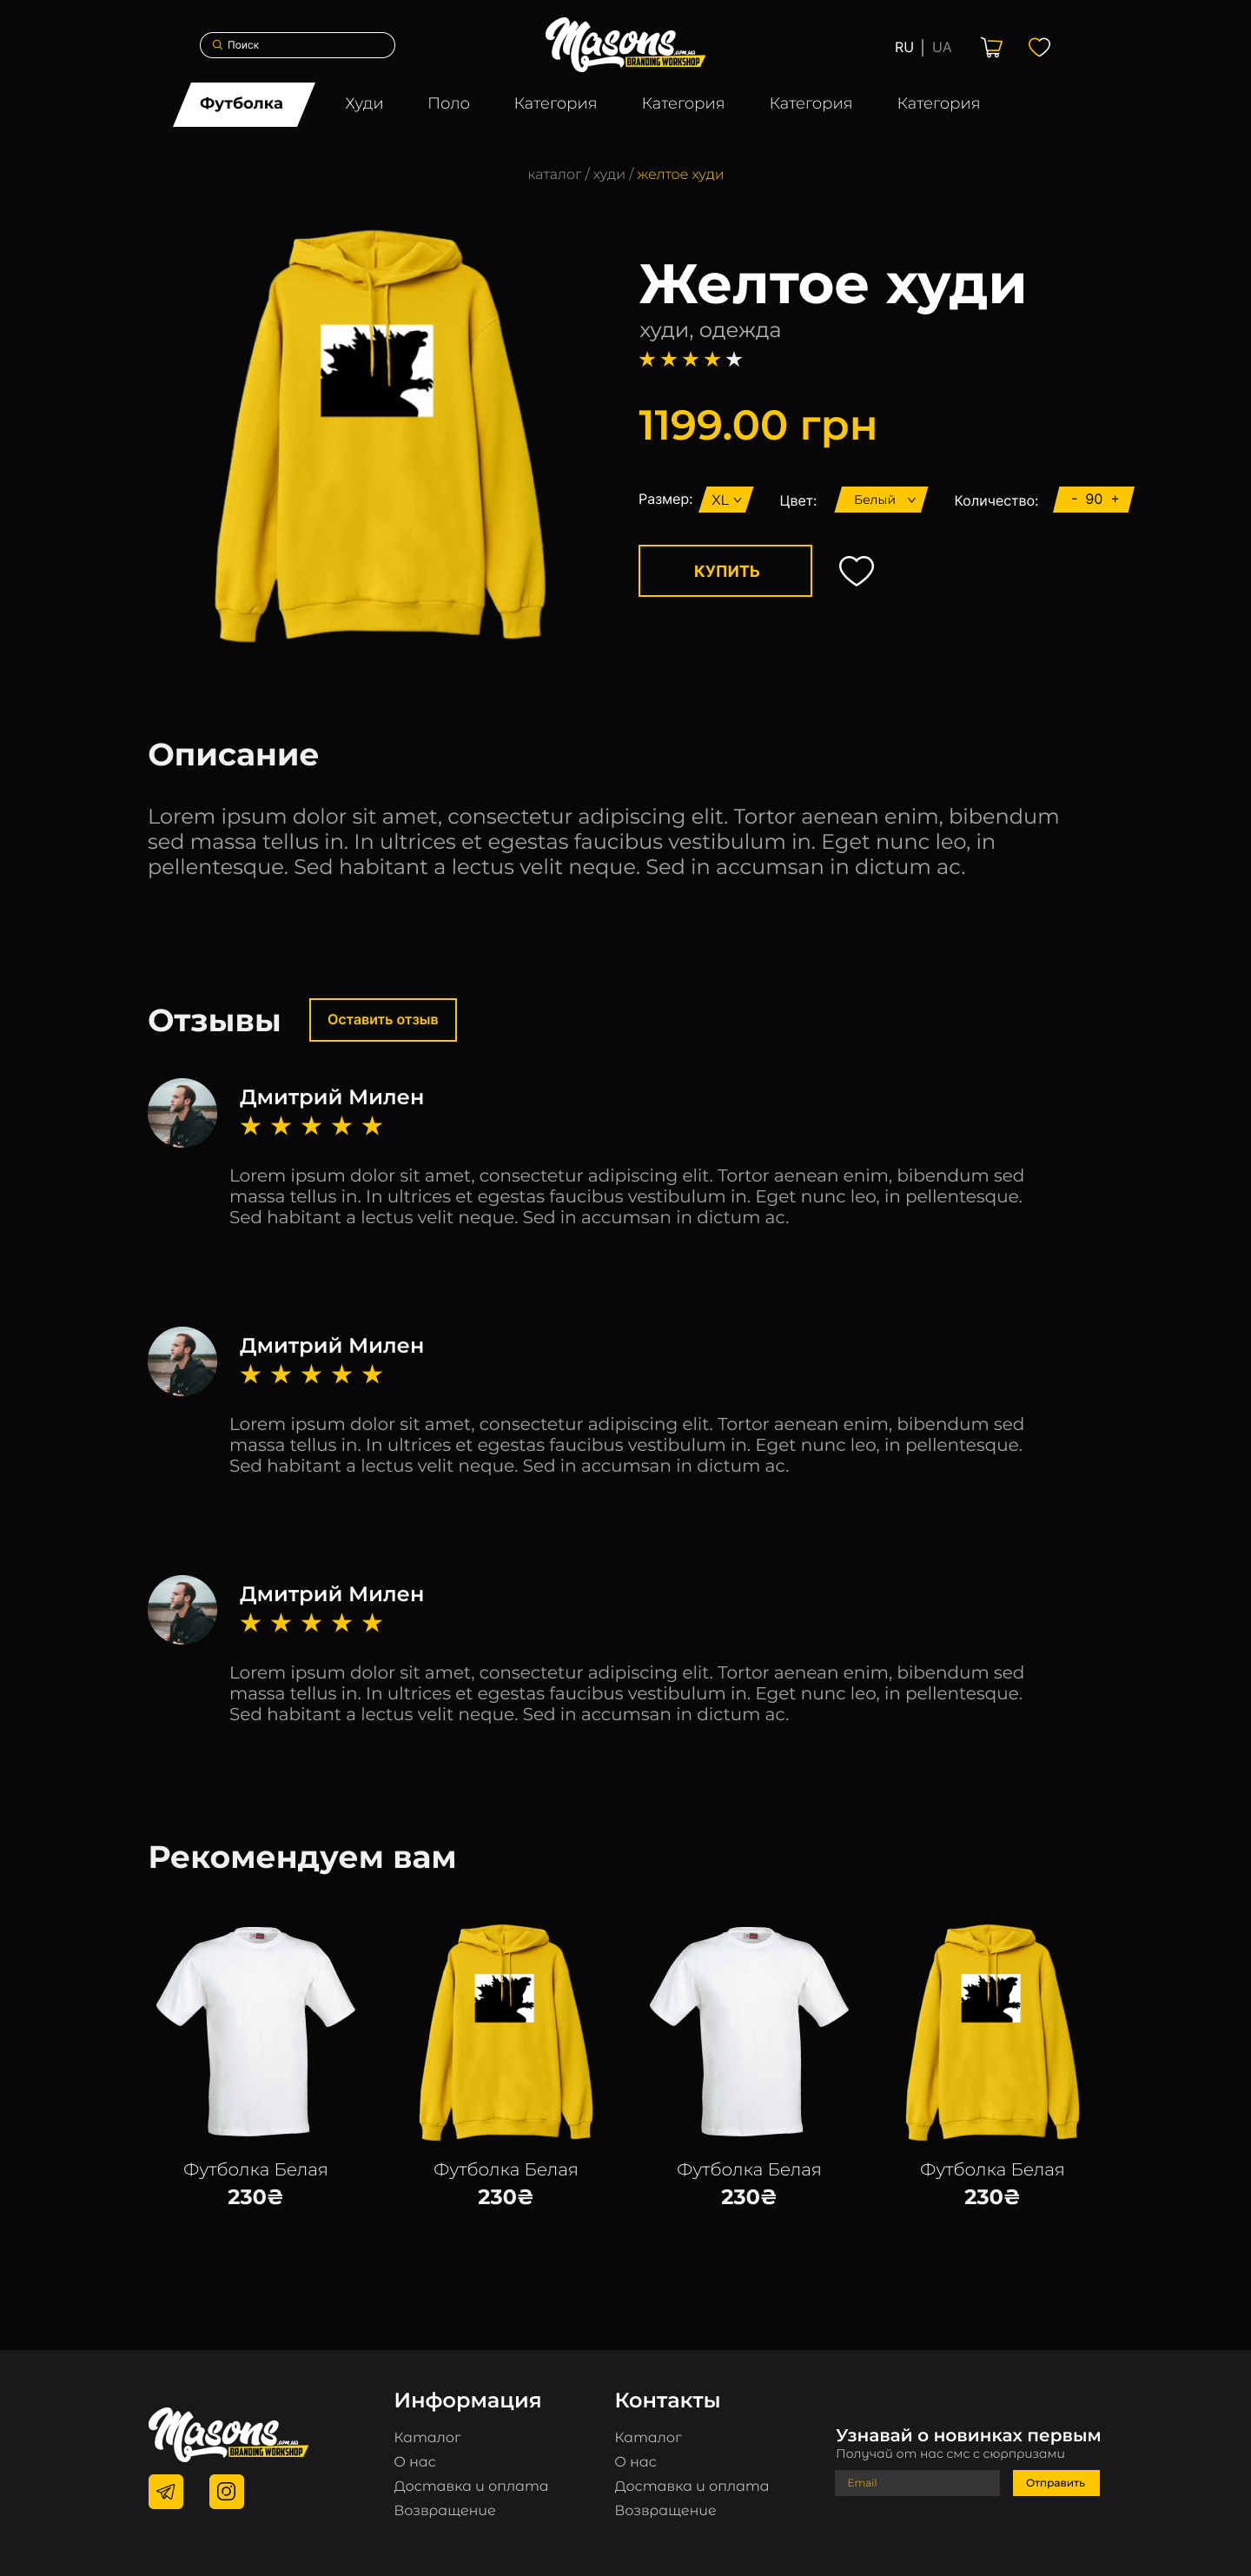 Поиск
Masons.com.ua
BRANDING WORKSHOP
RU | UA
Футболка Худи Поло Категория Категория Категория Категория
каталог / худи / желтое худи
Желтое худи
худи, одежда
1199.00 грн
Размер: XL Цвет: Белый Количество: - 90 +
КУПИТЬ
Описание
Lorem ipsum dolor sit amet, consectetur adipiscing elit. Tortor aenean enim, bibendum
sed massa tellus in. In ultrices et egestas faucibus vestibulum in. Eget nunc leo, in
pellentesque. Sed habitant a lectus velit neque. Sed in accumsan in dictum ac.
Отзывы
Оставить отзыв
Дмитрий Милен
Lorem ipsum dolor sit amet, consectetur adipiscing elit. Tortor aenean enim, bibendum sed
massa tellus in. In ultrices et egestas faucibus vestibulum in. Eget nunc leo, in pellentesque.
Sed habitant a lectus velit neque. Sed in accumsan in dictum ac.
Дмитрий Милен
Lorem ipsum dolor sit amet, consectetur adipiscing elit. Tortor aenean enim, bibendum sed
massa tellus in. In ultrices et egestas faucibus vestibulum in. Eget nunc leo, in pellentesque.
Sed habitant a lectus velit neque. Sed in accumsan in dictum ac.
Дмитрий Милен
Lorem ipsum dolor sit amet, consectetur adipiscing elit. Tortor aenean enim, bibendum sed
massa tellus in. In ultrices et egestas faucibus vestibulum in. Eget nunc leo, in pellentesque.
Sed habitant a lectus velit neque. Sed in accumsan in dictum ac.
Рекомендуем вам
Футболка Белая
230₴
Футболка Белая
230₴
Футболка Белая
230₴
Футболка Белая
230₴
Masons.com.ua
BRANDING WORKSHOP
Информация
Каталог
О нас
Доставка и оплата
Возвращение
Контакты
Каталог
О нас
Доставка и оплата
Возвращение
Узнавай о новинках первым
Получай от нас смс с сюрпризами
Email
Отправить